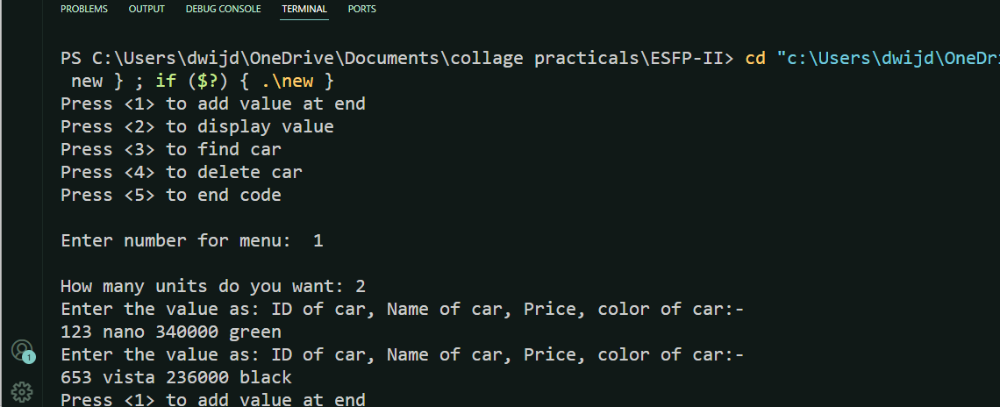 PROBLEMS OUTPUT DEBUG CONSOLE TERMINAL PORTS
PS C:\Users\dwijd\OneDrive\Documents\collage practicals\ESFP-II> cd "c:\Users\dwijd\OneDri
new } ; if ($?) { .\new }
Press <1> to add value at end
Press <2> to display value
Press <3> to find car
Press <4> to delete car
Press <5> to end code
Enter number for menu:  1
How many units do you want: 2
Enter the value as: ID of car, Name of car, Price, color of car:-
123 nano 340000 green
Enter the value as: ID of car, Name of car, Price, color of car:-
653 vista 236000 black
Press <1> to add value at end
1